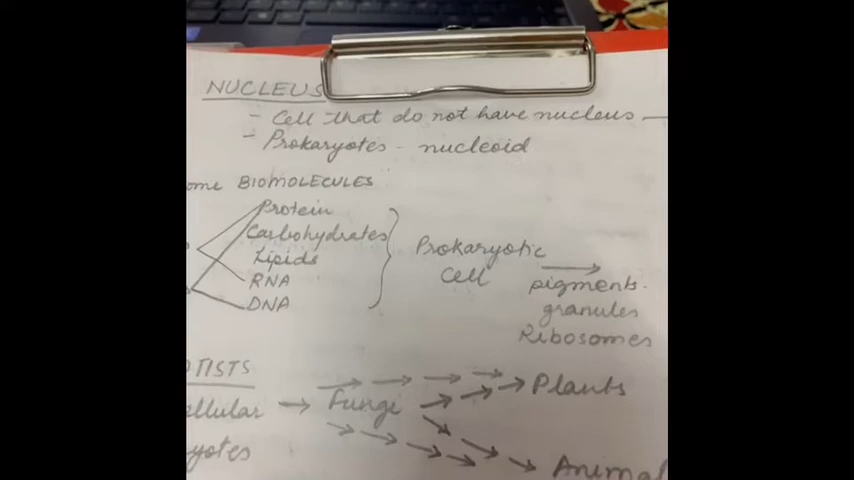 NUCLEUS
- Cell that do not have nucleus —
- Prokaryotes - nucleoid
ome BIOMOLECULES
Protein
Carbohydrates
Lipids
RNA
DNA
Prokaryotic
Cell
pigments.
granules
Ribosomes
TISTS
ellular → Fungi → Plants
yotes
Animal